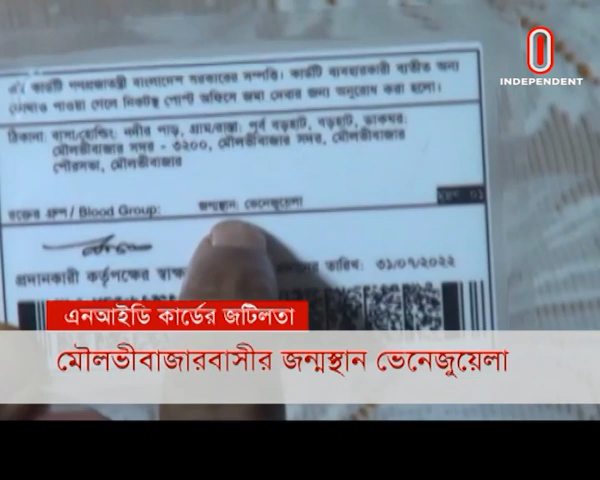 INDEPENDENT
এই কার্ডটি গণপ্রজাতন্ত্রী বাংলাদেশ সরকারের সম্পত্তি। কার্ডটি ব্যবহারকারী ব্যতীত অন্য
কোথাও পাওয়া গেলে নিকটস্থ পোস্ট অফিসে জমা দেবার জন্য অনুরোধ করা হলো।
ঠিকানা: বাসা/হোল্ডিং: নদীর পাড়, গ্রাম/রাস্তা: পূর্ব বড়হাট, বড়হাট, ডাকঘর:
মৌলভীবাজার সদর - ৩২০০, মৌলভীবাজার সদর, মৌলভীবাজার
পৌরসভা, মৌলভীবাজার
রক্তের গ্রুপ / Blood Group: জন্মস্থান: ভেনেজুয়েলা
প্রদানকারী কর্তৃপক্ষের তারিখ: ৩১/০৭/২০২২
এনআইডি কার্ডের জটিলতা
মৌলভীবাজারবাসীর জন্মস্থান ভেনেজুয়েলা